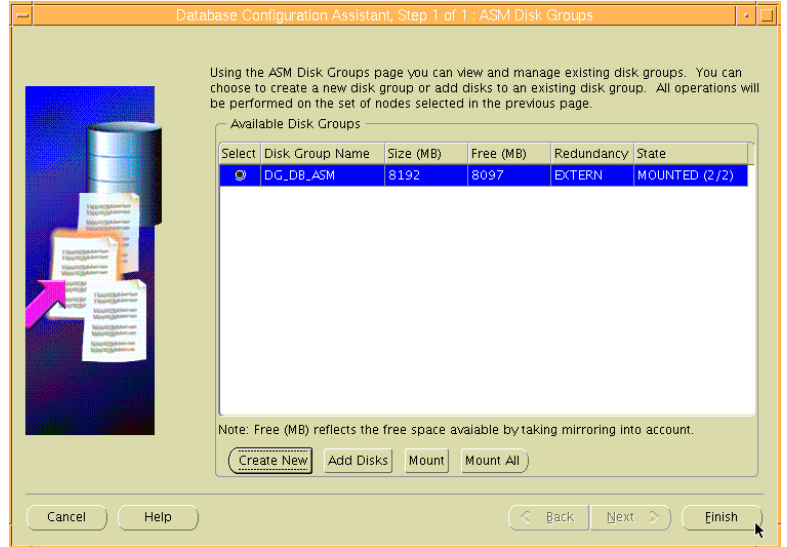 Database Configuration Assistant, Step 1 of 1 : ASM Disk Groups
Using the ASM Disk Groups page you can view and manage existing disk groups. You can
choose to create a new disk group or add disks to an existing disk group. All operations will
be performed on the set of nodes selected in the previous page.
Available Disk Groups
Select Disk Group Name Size (MB) Free (MB) Redundancy State
DG_DB_ASM 8192 8097 EXTERN MOUNTED (2/2)
Note: Free (MB) reflects the free space avaiable by taking mirroring into account.
Create New Add Disks Mount Mount All
Cancel Help Back Next Finish